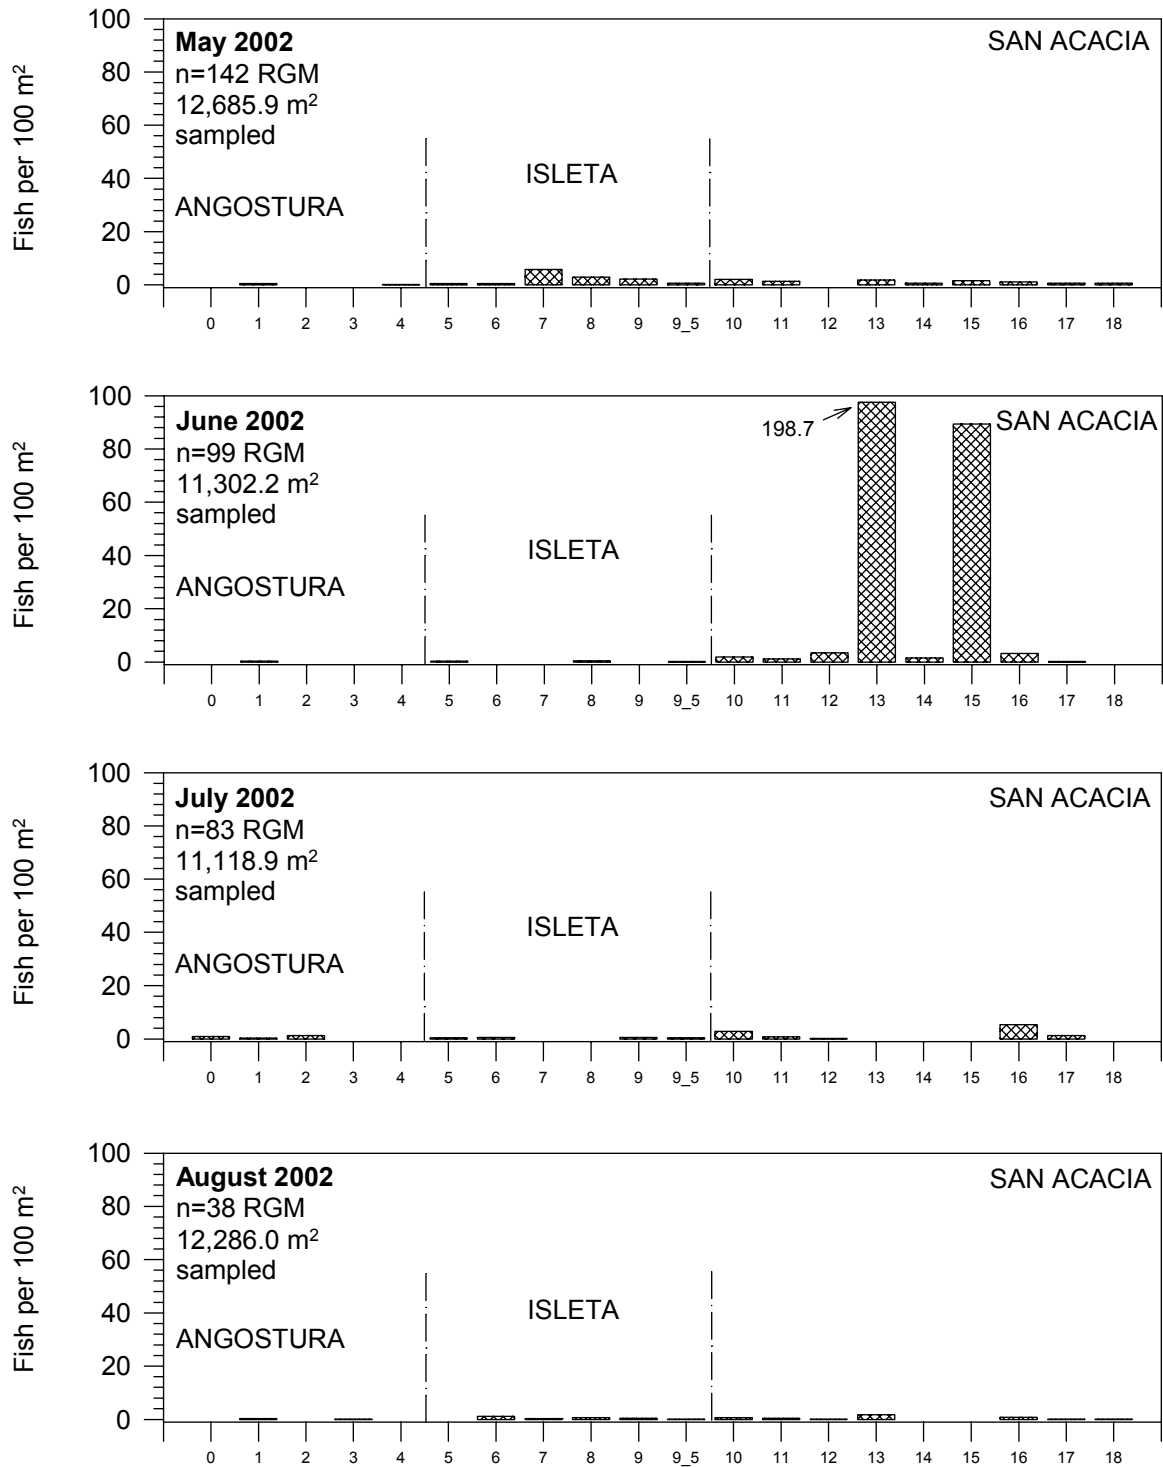 Fish per 100 m²
100
80
60
40
20
0
May 2002
n=142 RGM
12,685.9 m²
sampled
ANGOSTURA
ISLETA
SAN ACACIA
0 1 2 3 4 5 6 7 8 9 9_5 10 11 12 13 14 15 16 17 18
Fish per 100 m²
100
80
60
40
20
0
June 2002
n=99 RGM
11,302.2 m²
sampled
ANGOSTURA
ISLETA
198.7
SAN ACACIA
0 1 2 3 4 5 6 7 8 9 9_5 10 11 12 13 14 15 16 17 18
Fish per 100 m²
100
80
60
40
20
0
July 2002
n=83 RGM
11,118.9 m²
sampled
ANGOSTURA
ISLETA
SAN ACACIA
0 1 2 3 4 5 6 7 8 9 9_5 10 11 12 13 14 15 16 17 18
Fish per 100 m²
100
80
60
40
20
0
August 2002
n=38 RGM
12,286.0 m²
sampled
ANGOSTURA
ISLETA
SAN ACACIA
0 1 2 3 4 5 6 7 8 9 9_5 10 11 12 13 14 15 16 17 18